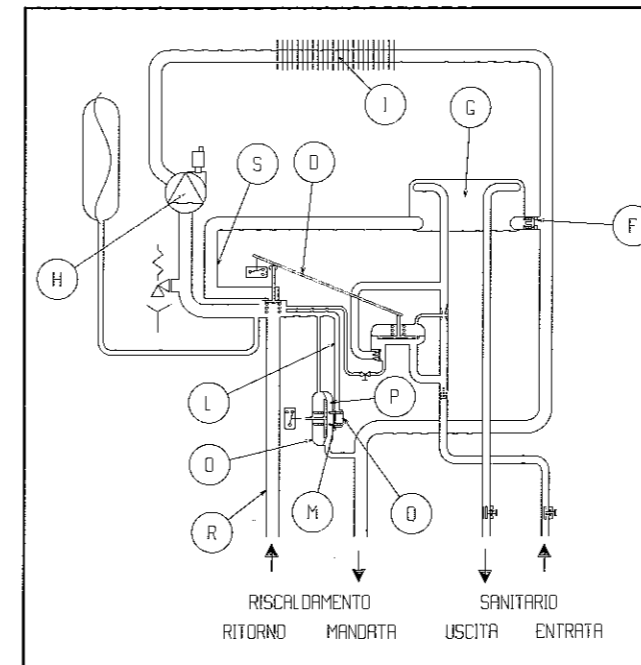 I
G
S
D
F
H
L
P
O
M
Q
R
RISCALDAMENTO SANITARIO
RITORNO MANDATA USCITA ENTRATA